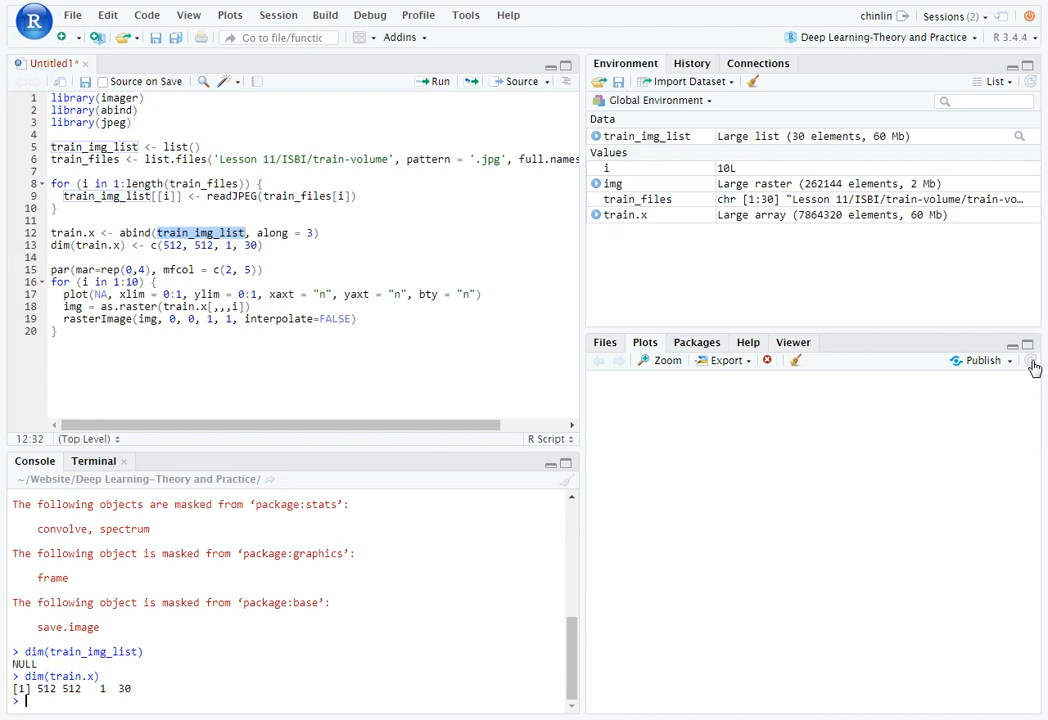 R
File Edit Code View Plots Session Build Debug Profile Tools Help
chinlin Sessions (2)
Go to file/functic Addins
Deep Learning-Theory and Practice R 3.4.4
Untitled1*
Source on Save Run Source
1 library(imager)
2 library(abind)
3 library(jpeg)
4
5 train_img_list <- list()
6 train_files <- list.files('Lesson 11/ISBI/train-volume', pattern = '.jpg', full.names
7
8 for (i in 1:length(train_files)) {
9 train_img_list[[i]] <- readJPEG(train_files[i])
10 }
11
12 train.x <- abind(train_img_list, along = 3)
13 dim(train.x) <- c(512, 512, 1, 30)
14
15 par(mar=rep(0,4), mfcol = c(2, 5))
16 for (i in 1:10) {
17 plot(NA, xlim = 0:1, ylim = 0:1, xaxt = "n", yaxt = "n", bty = "n")
18 img = as.raster(train.x[,,,i])
19 rasterImage(img, 0, 0, 1, 1, interpolate=FALSE)
20 }
12:32 (Top Level) R Script
Console Terminal
~/Website/Deep Learning-Theory and Practice/
The following objects are masked from ‘package:stats’:
convolve, spectrum
The following object is masked from ‘package:graphics’:
frame
The following object is masked from ‘package:base’:
save.image
> dim(train_img_list)
NULL
> dim(train.x)
[1] 512 512 1 30
>
Environment History Connections
Import Dataset List
Global Environment
Data
train_img_list Large list (30 elements, 60 Mb)
Values
i 10L
img Large raster (262144 elements, 2 Mb)
train_files chr [1:30] "Lesson 11/ISBI/train-volume/train-vo…
train.x Large array (7864320 elements, 60 Mb)
Files Plots Packages Help Viewer
Zoom Export Publish